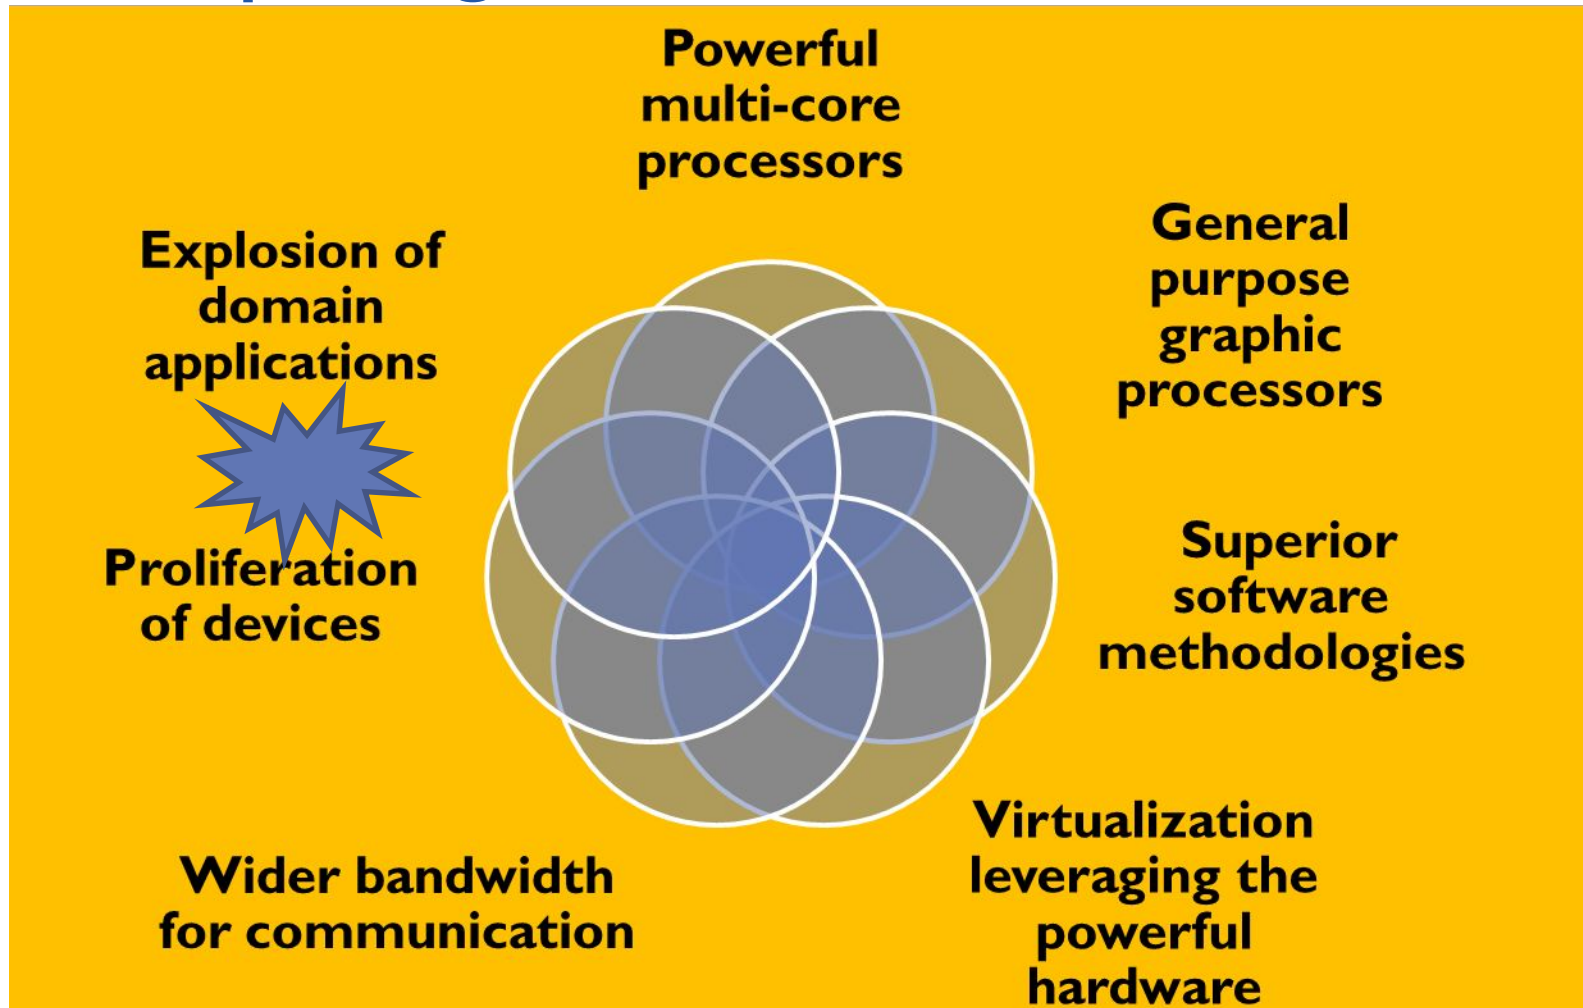 Powerful
multi-core
processors
General
purpose
graphic
processors
Superior
software
methodologies
Virtualization
leveraging the
powerful
hardware
Wider bandwidth
for communication
Proliferation
of devices
Explosion of
domain
applications